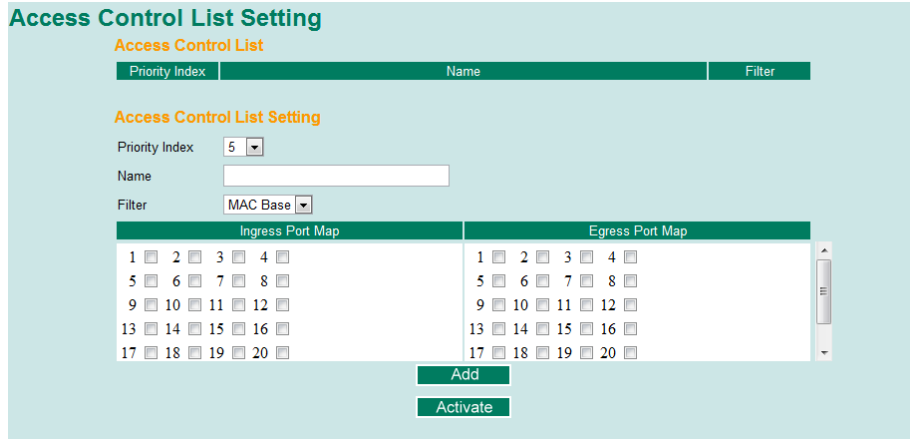 Access Control List Setting
Access Control List
Priority Index Name Filter
Access Control List Setting
Priority Index 5
Name
Filter MAC Base
Ingress Port Map Egress Port Map
1 2 3 4 1 2 3 4
5 6 7 8 5 6 7 8
9 10 11 12 9 10 11 12
13 14 15 16 13 14 15 16
17 18 19 20 17 18 19 20
Add
Activate